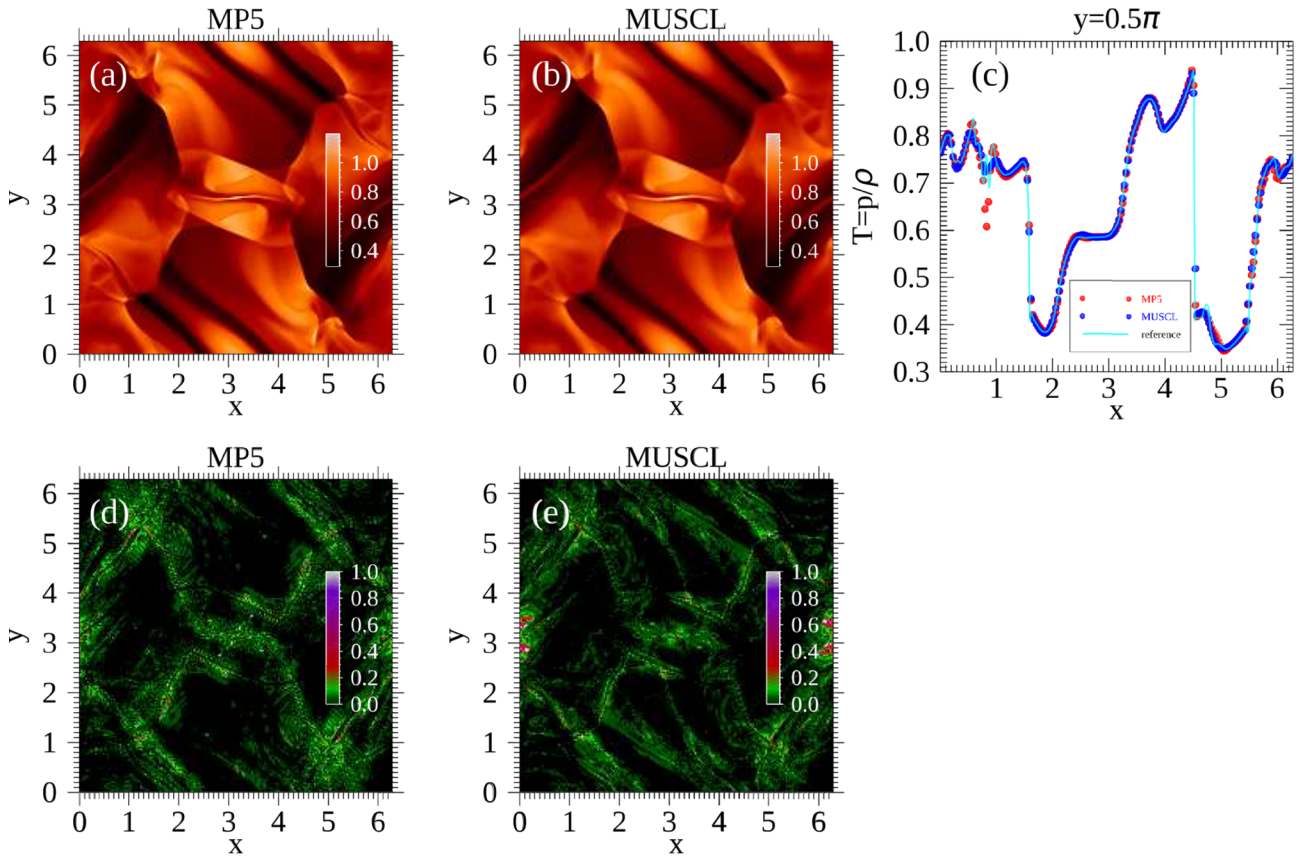 MP5
(a)
y
6
5
4
3
2
1
0
1.0
0.8
0.6
0.4
0 1 2 3 4 5 6
x
MUSCL
(b)
y
6
5
4
3
2
1
0
1.0
0.8
0.6
0.4
0 1 2 3 4 5 6
x
y=0.5π
(c)
T=p/ρ
1.0
0.9
0.8
0.7
0.6
0.5
0.4
0.3
MP5
MUSCL
reference
1 2 3 4 5 6
x
MP5
(d)
y
6
5
4
3
2
1
0
1.0
0.8
0.6
0.4
0.2
0.0
0 1 2 3 4 5 6
x
MUSCL
(e)
y
6
5
4
3
2
1
0
1.0
0.8
0.6
0.4
0.2
0.0
0 1 2 3 4 5 6
x